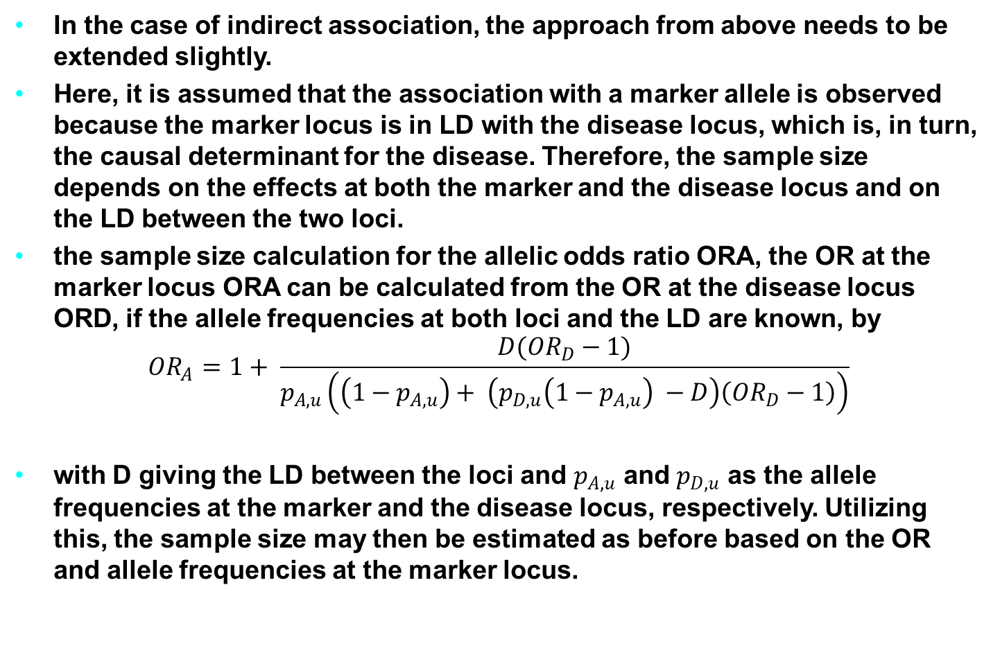 • In the case of indirect association, the approach from above needs to be
extended slightly.
• Here, it is assumed that the association with a marker allele is observed
because the marker locus is in LD with the disease locus, which is, in turn,
the causal determinant for the disease. Therefore, the sample size
depends on the effects at both the marker and the disease locus and on
the LD between the two loci.
• the sample size calculation for the allelic odds ratio ORA, the OR at the
marker locus ORA can be calculated from the OR at the disease locus
ORD, if the allele frequencies at both loci and the LD are known, by
$OR_A = 1 + \frac{D(OR_D - 1)}{p_{A,u}\left((1 - p_{A,u}) + (p_{D,u}(1 - p_{A,u}) - D)(OR_D - 1)\right)}$
• with D giving the LD between the loci and $p_{A,u}$ and $p_{D,u}$ as the allele
frequencies at the marker and the disease locus, respectively. Utilizing
this, the sample size may then be estimated as before based on the OR
and allele frequencies at the marker locus.